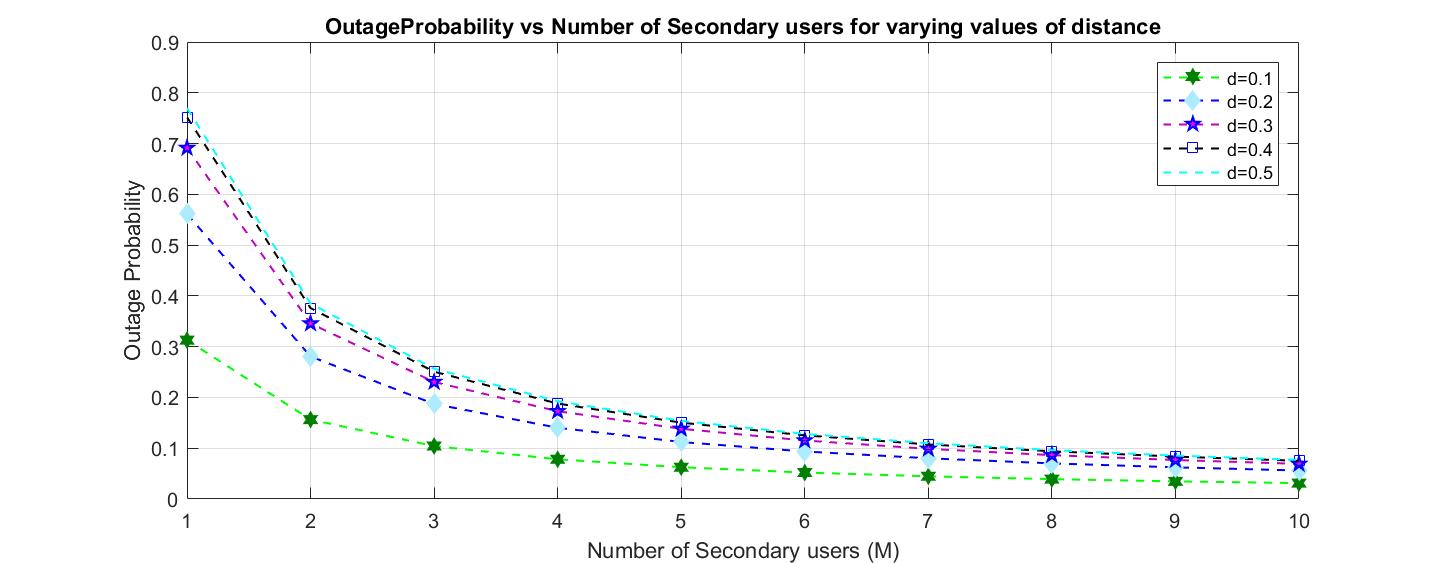 OutageProbability vs Number of Secondary users for varying values of distance
0.9
0.8
0.7
0.6
0.5
0.4
0.3
0.2
0.1
0
Outage Probability
d=0.1
d=0.2
d=0.3
d=0.4
d=0.5
1 2 3 4 5 6 7 8 9 10
Number of Secondary users (M)